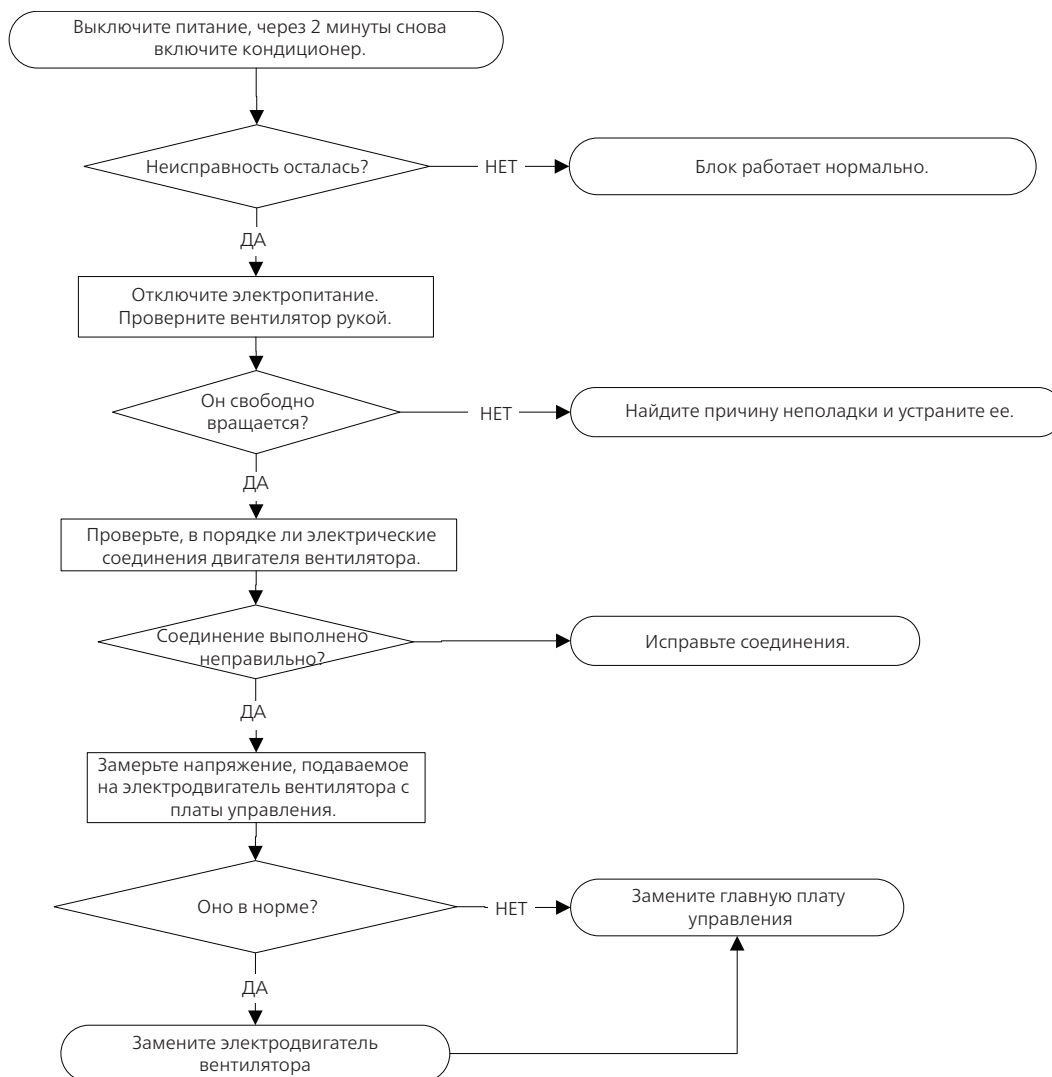 Выключите питание, через 2 минуты снова
включите кондиционер.
Неисправность осталась?
НЕТ
Блок работает нормально.
ДА
Отключите электропитание.
Проверните вентилятор рукой.
Он свободно
вращается?
НЕТ
Найдите причину неполадки и устраните ее.
ДА
Проверьте, в порядке ли электрические
соединения двигателя вентилятора.
Соединение выполнено
неправильно?
Исправьте соединения.
ДА
Замерьте напряжение, подаваемое
на электродвигатель вентилятора с
платы управления.
Оно в норме?
НЕТ
Замените главную плату
управления
ДА
Замените электродвигатель
вентилятора